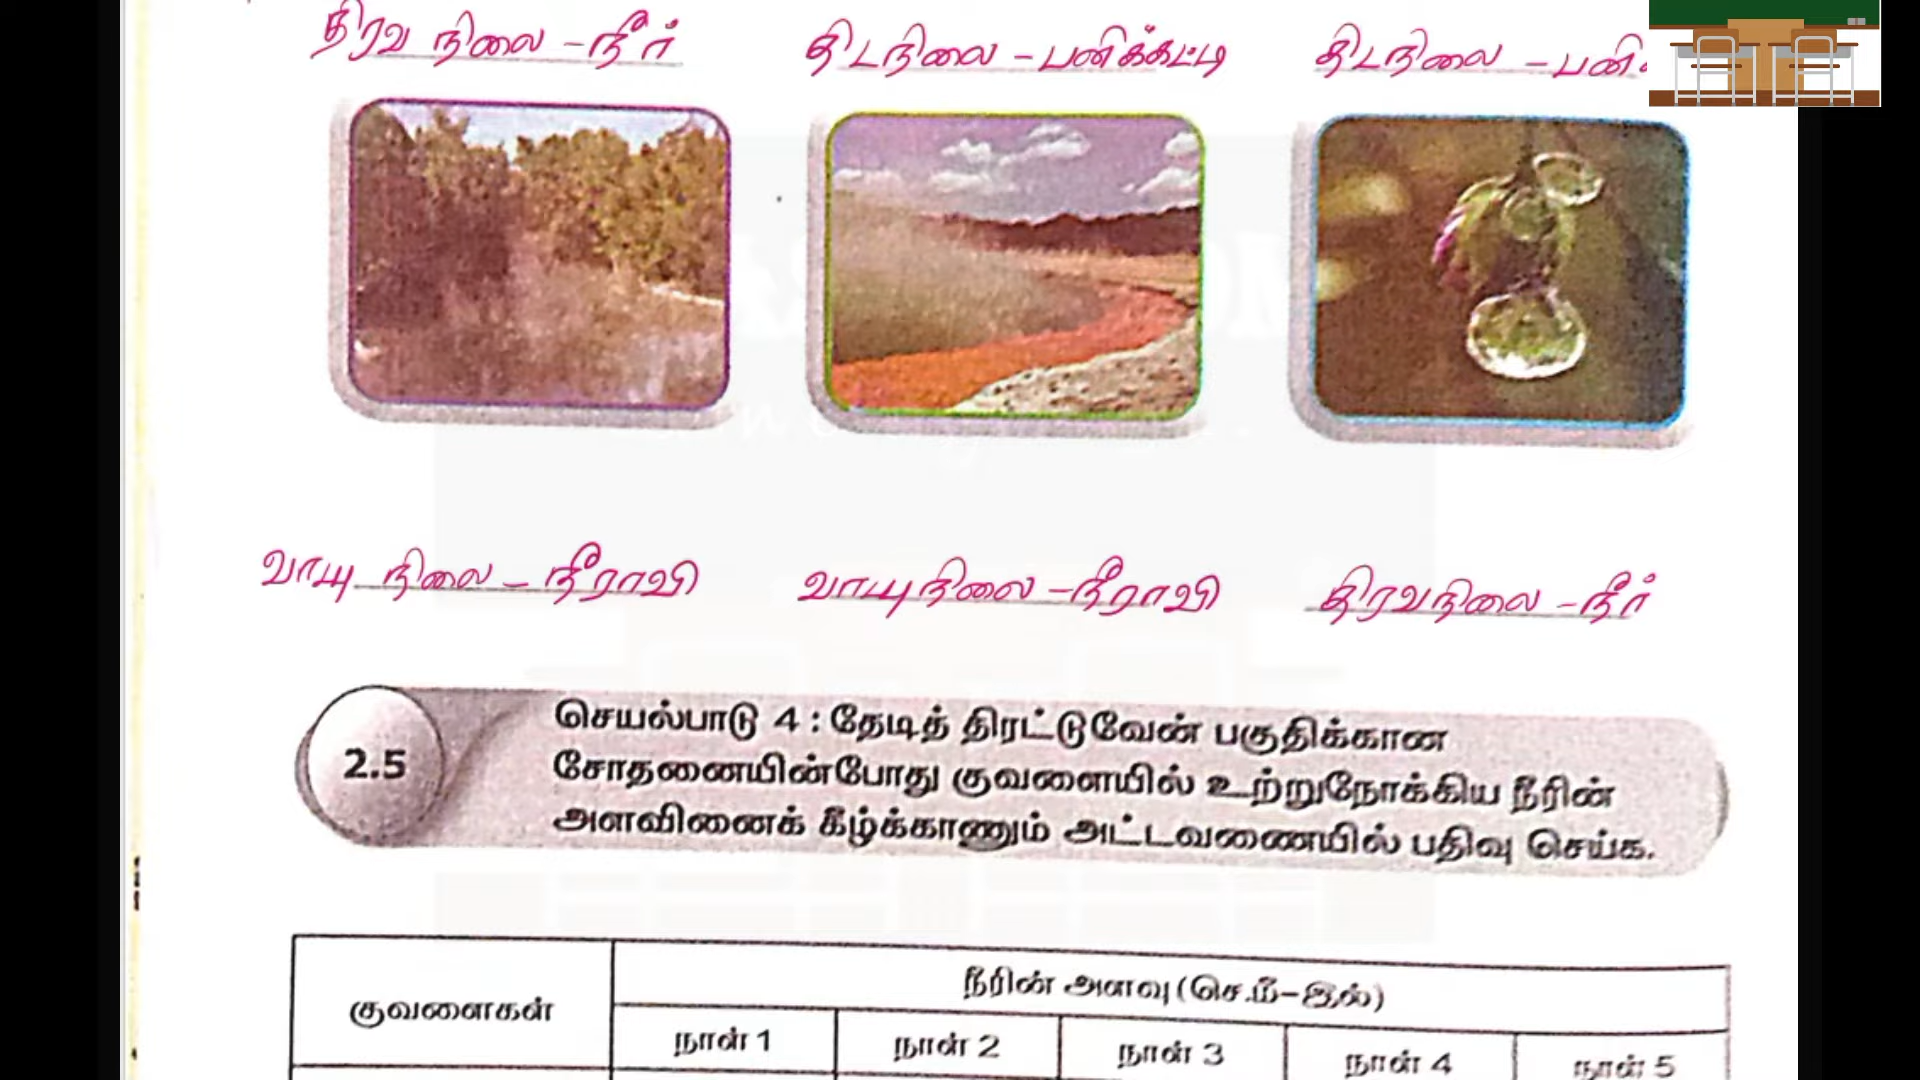 திரவ நிலை - நீர்
திடநிலை - பனிக்கட்டி
திடநிலை - பனிக்
வாயு நிலை - நீராவி
வாயுநிலை - நீராவி
திரவநிலை - நீர்
2.5
செயல்பாடு 4 : தேடித் திரட்டுவேன் பகுதிக்கான
சோதனையின்போது குவளையில் உற்றுநோக்கிய நீரின்
அளவினைக் கீழ்க்காணும் அட்டவணையில் பதிவு செய்க.
குவளைகள்
நீரின் அளவு (செ.மீ-இல்)
நாள் 1
நாள் 2
நாள் 3
நாள் 4
நாள் 5